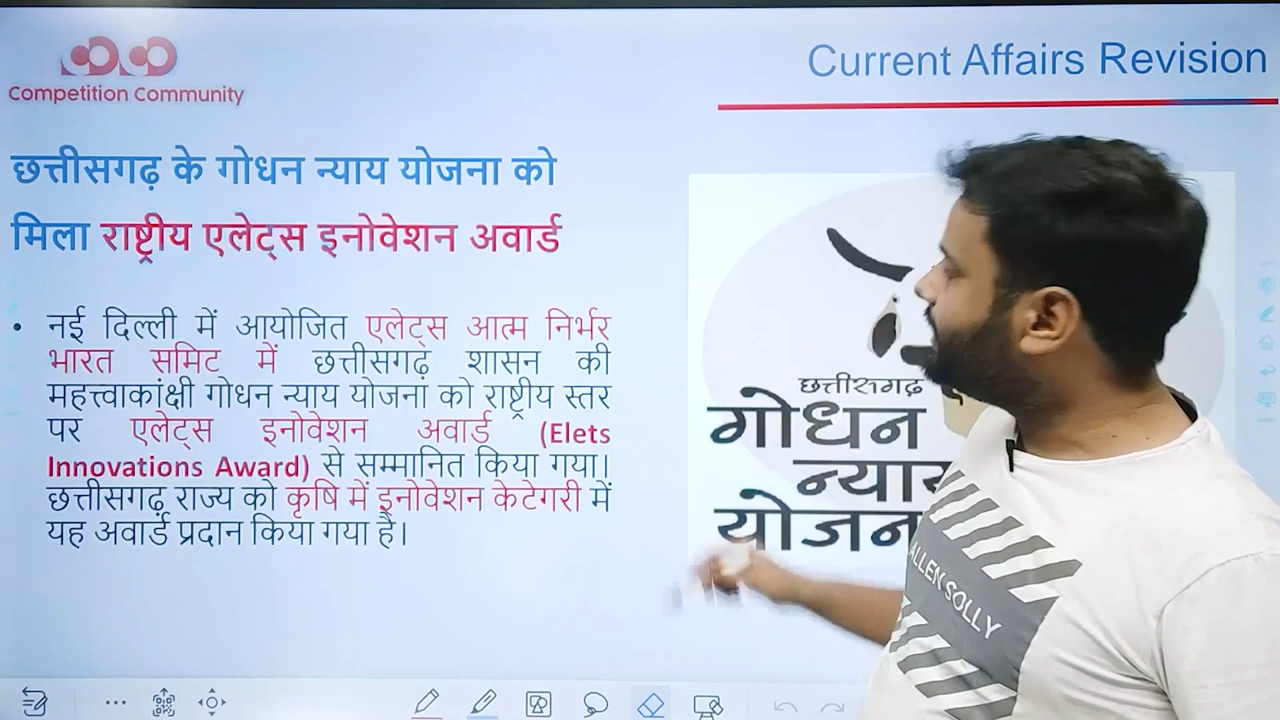 Competition Community
Current Affairs Revision
छत्तीसगढ़ के गोधन न्याय योजना को
मिला राष्ट्रीय एलेट्स इनोवेशन अवार्ड
• नई दिल्ली में आयोजित एलेट्स आत्म निर्भर
भारत समिट में छत्तीसगढ़ शासन की
महत्त्वाकांक्षी गोधन न्याय योजना को राष्ट्रीय स्तर
पर एलेट्स इनोवेशन अवार्ड (Elets
Innovations Award) से सम्मानित किया गया।
छत्तीसगढ़ राज्य को कृषि में इनोवेशन केटेगरी में
यह अवार्ड प्रदान किया गया है।
छत्तीसगढ़
गोधन
ALLEN SOLLY